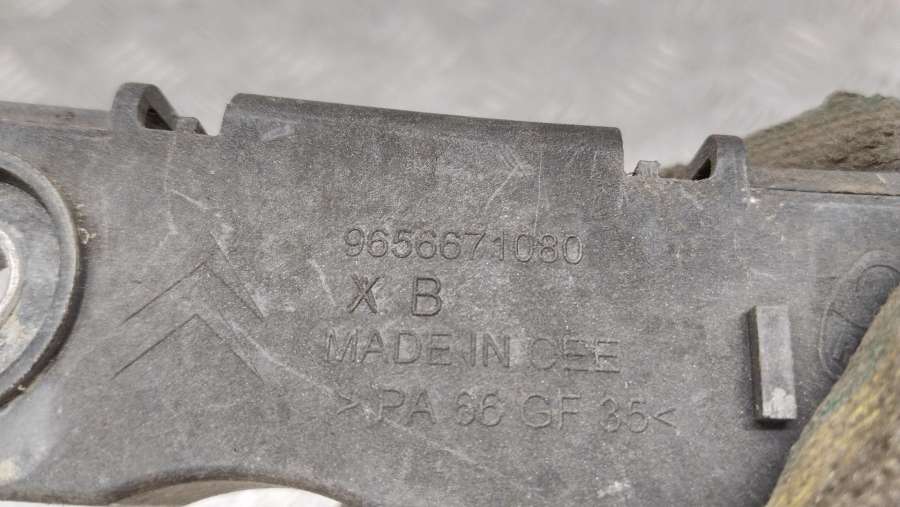 9656671080
X B
MADE IN CEE
>PA 66 GF 35<